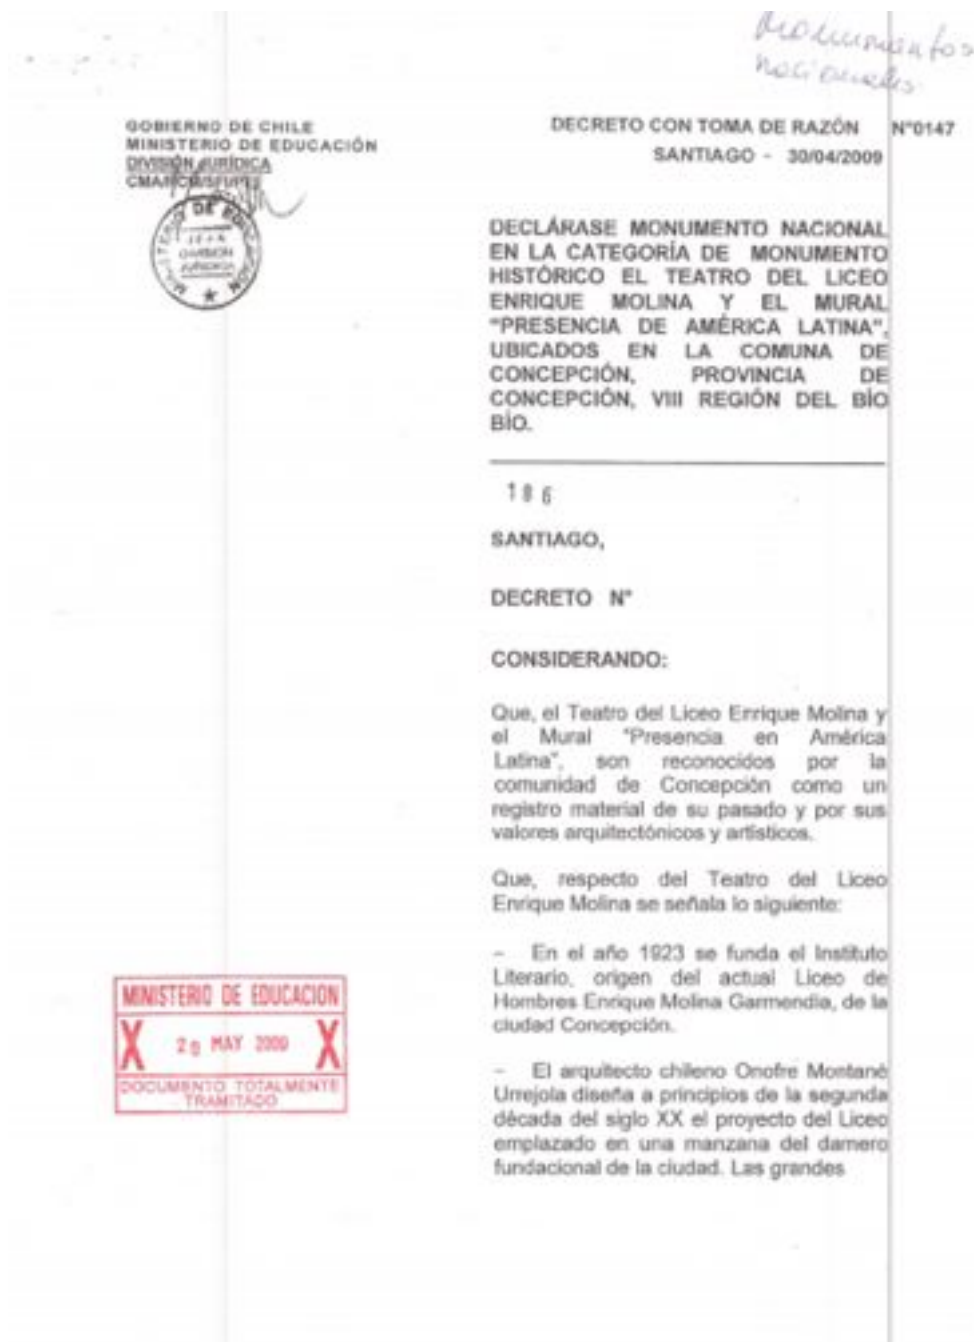 Monumentos
nacionales
GOBIERNO DE CHILE
MINISTERIO DE EDUCACIÓN
DIVISIÓN JURÍDICA
DECRETO CON TOMA DE RAZÓN N°0147
SANTIAGO - 30/04/2009
MINISTERIO DE EDUCACIÓN
JEFA
DIVISIÓN
JURÍDICA
DECLÁRASE MONUMENTO NACIONAL
EN LA CATEGORÍA DE MONUMENTO
HISTÓRICO EL TEATRO DEL LICEO
ENRIQUE MOLINA Y EL MURAL
"PRESENCIA DE AMÉRICA LATINA",
UBICADOS EN LA COMUNA DE
CONCEPCIÓN, PROVINCIA DE
CONCEPCIÓN, VIII REGIÓN DEL BÍO
BÍO.
186
SANTIAGO,
DECRETO N°
CONSIDERANDO:
Que, el Teatro del Liceo Enrique Molina y
el Mural "Presencia en América
Latina", son reconocidos por la
comunidad de Concepción como un
registro material de su pasado y por sus
valores arquitectónicos y artísticos.
Que, respecto del Teatro del Liceo
Enrique Molina se señala lo siguiente:
– En el año 1923 se funda el Instituto
Literario, origen del actual Liceo de
Hombres Enrique Molina Garmendia, de la
ciudad Concepción.
– El arquitecto chileno Onofre Montané
Urrejola diseña a principios de la segunda
década del siglo XX el proyecto del Liceo
emplazado en una manzana del damero
fundacional de la ciudad. Las grandes
MINISTERIO DE EDUCACION
X 20 MAY 2009 X
DOCUMENTO TOTALMENTE
TRAMITADO